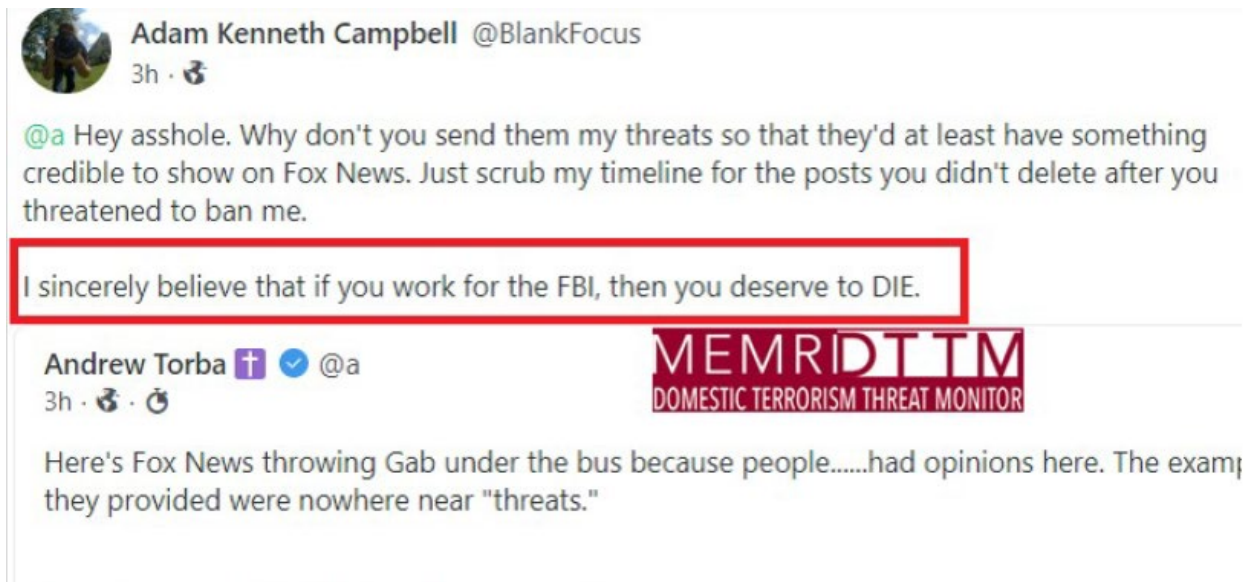 Adam Kenneth Campbell @BlankFocus
3h ·
@a Hey asshole. Why don't you send them my threats so that they'd at least have something
credible to show on Fox News. Just scrub my timeline for the posts you didn't delete after you
threatened to ban me.
I sincerely believe that if you work for the FBI, then you deserve to DIE.
Andrew Torba @a
3h · ·
MEMRI DTTM
DOMESTIC TERRORISM THREAT MONITOR
Here's Fox News throwing Gab under the bus because people......had opinions here. The
they provided were nowhere near "threats."